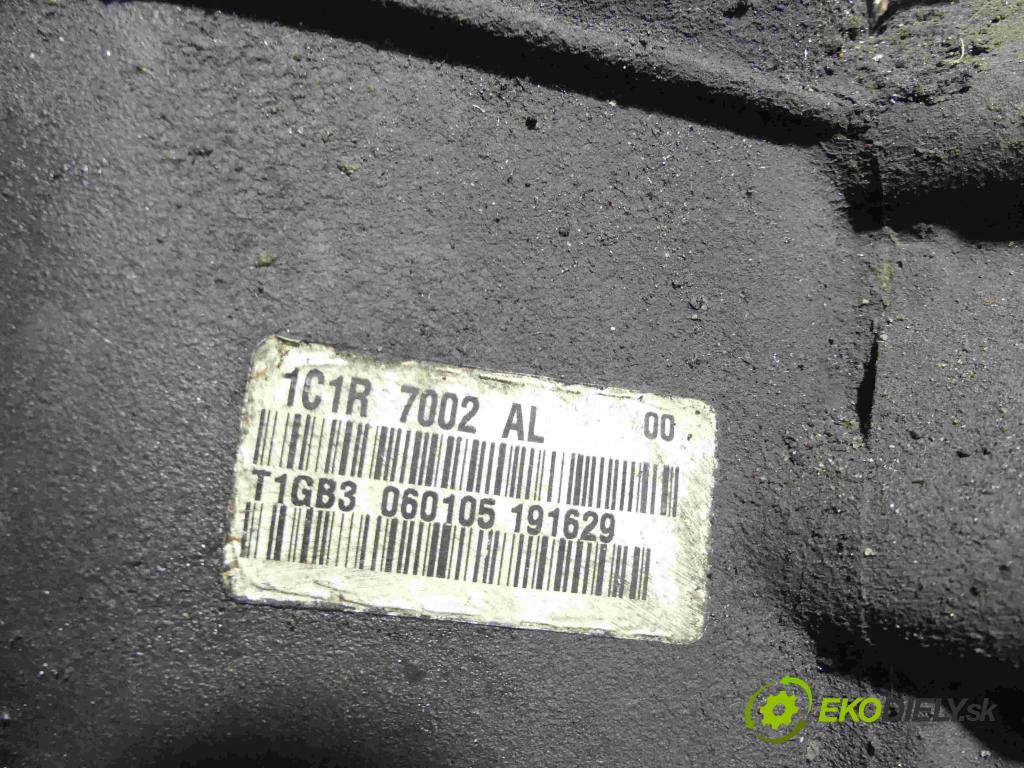 1C1R 7002 AL 00
T1GB3 060105 191629
EKODIELY.sk